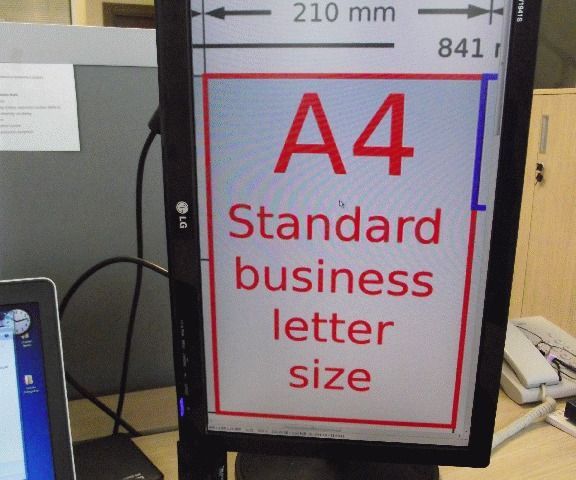 210 mm
841
A4
Standard
business
letter
size
LG